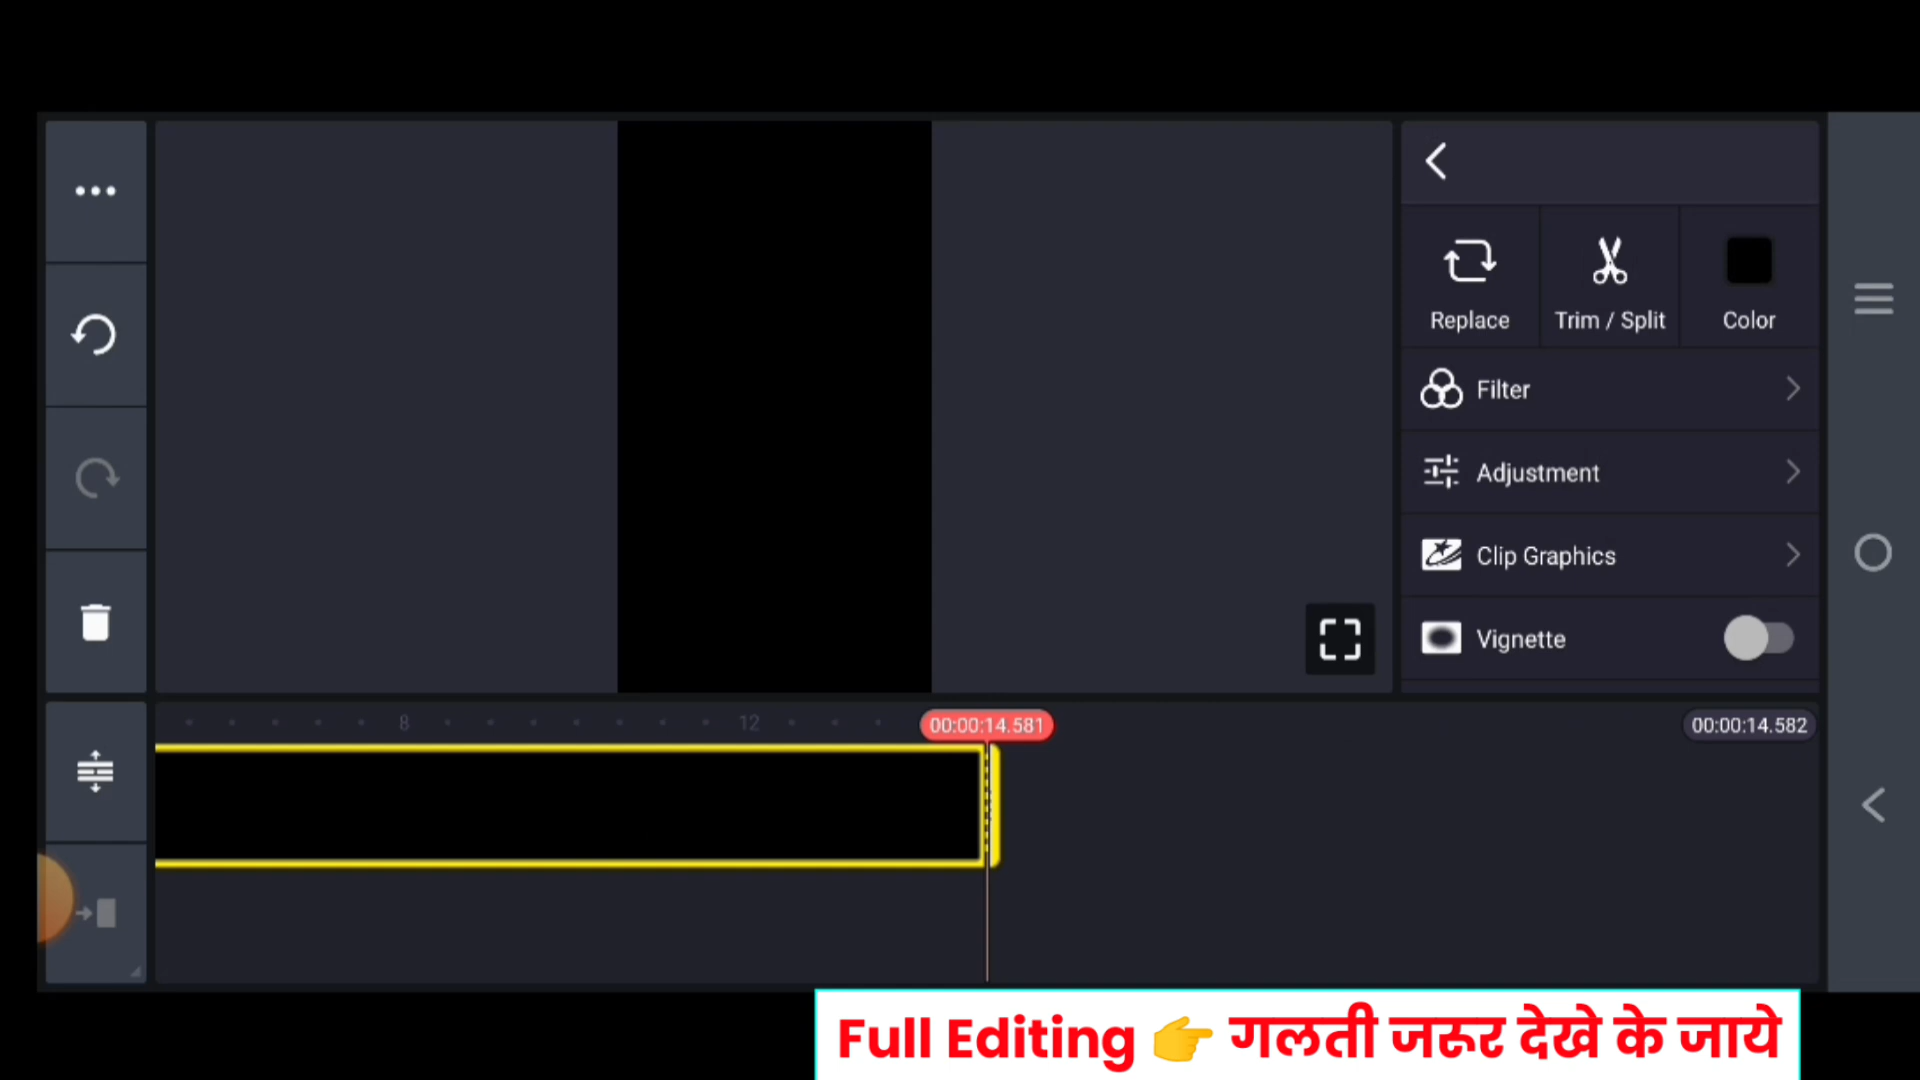 Replace
Trim / Split
Color
Filter
Adjustment
Clip Graphics
Vignette
8
12
00:00:14.581
00:00:14.582
Full Editing 👉 गलती जरूर देखे के जाये